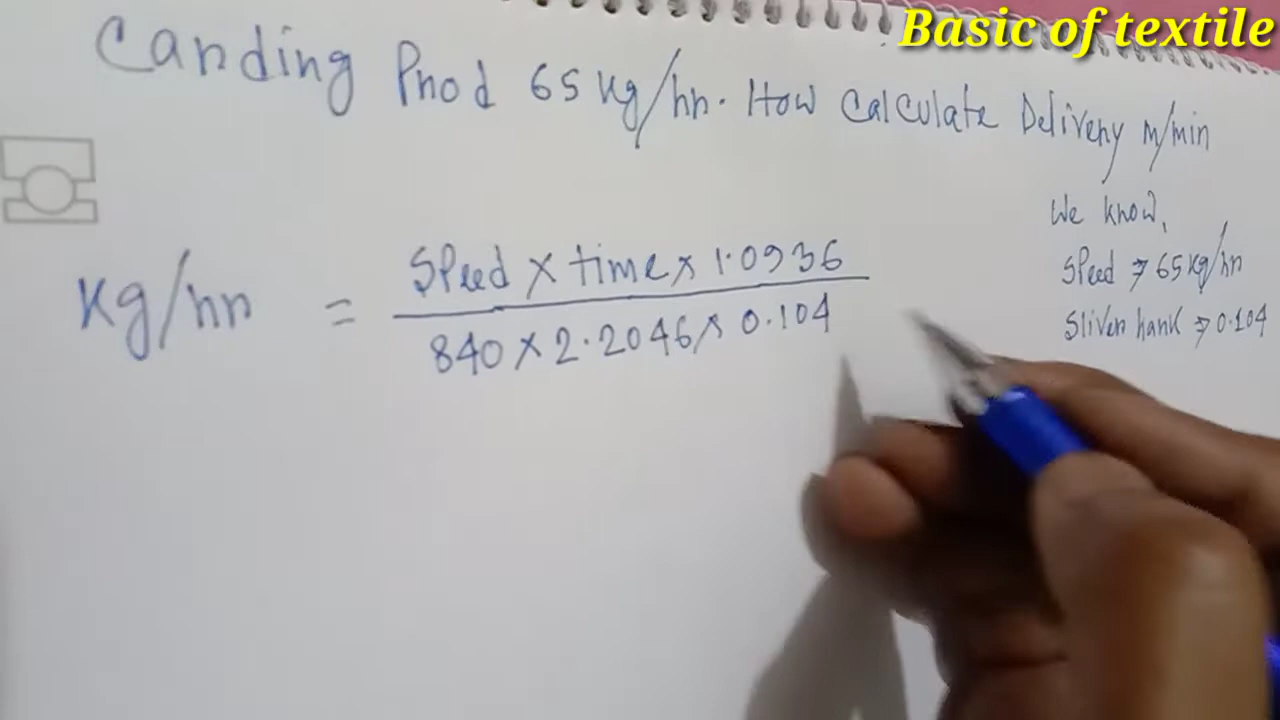 Basic of textile
Carding Prod 65 kg/hr. How Calculate Delivery m/min
We know,
Speed ⇒ 65 kg/hr
Sliver hank ⇒ 0.104
Kg/hr = Speed × time × 1.0936
840 × 2.2046 × 0.104